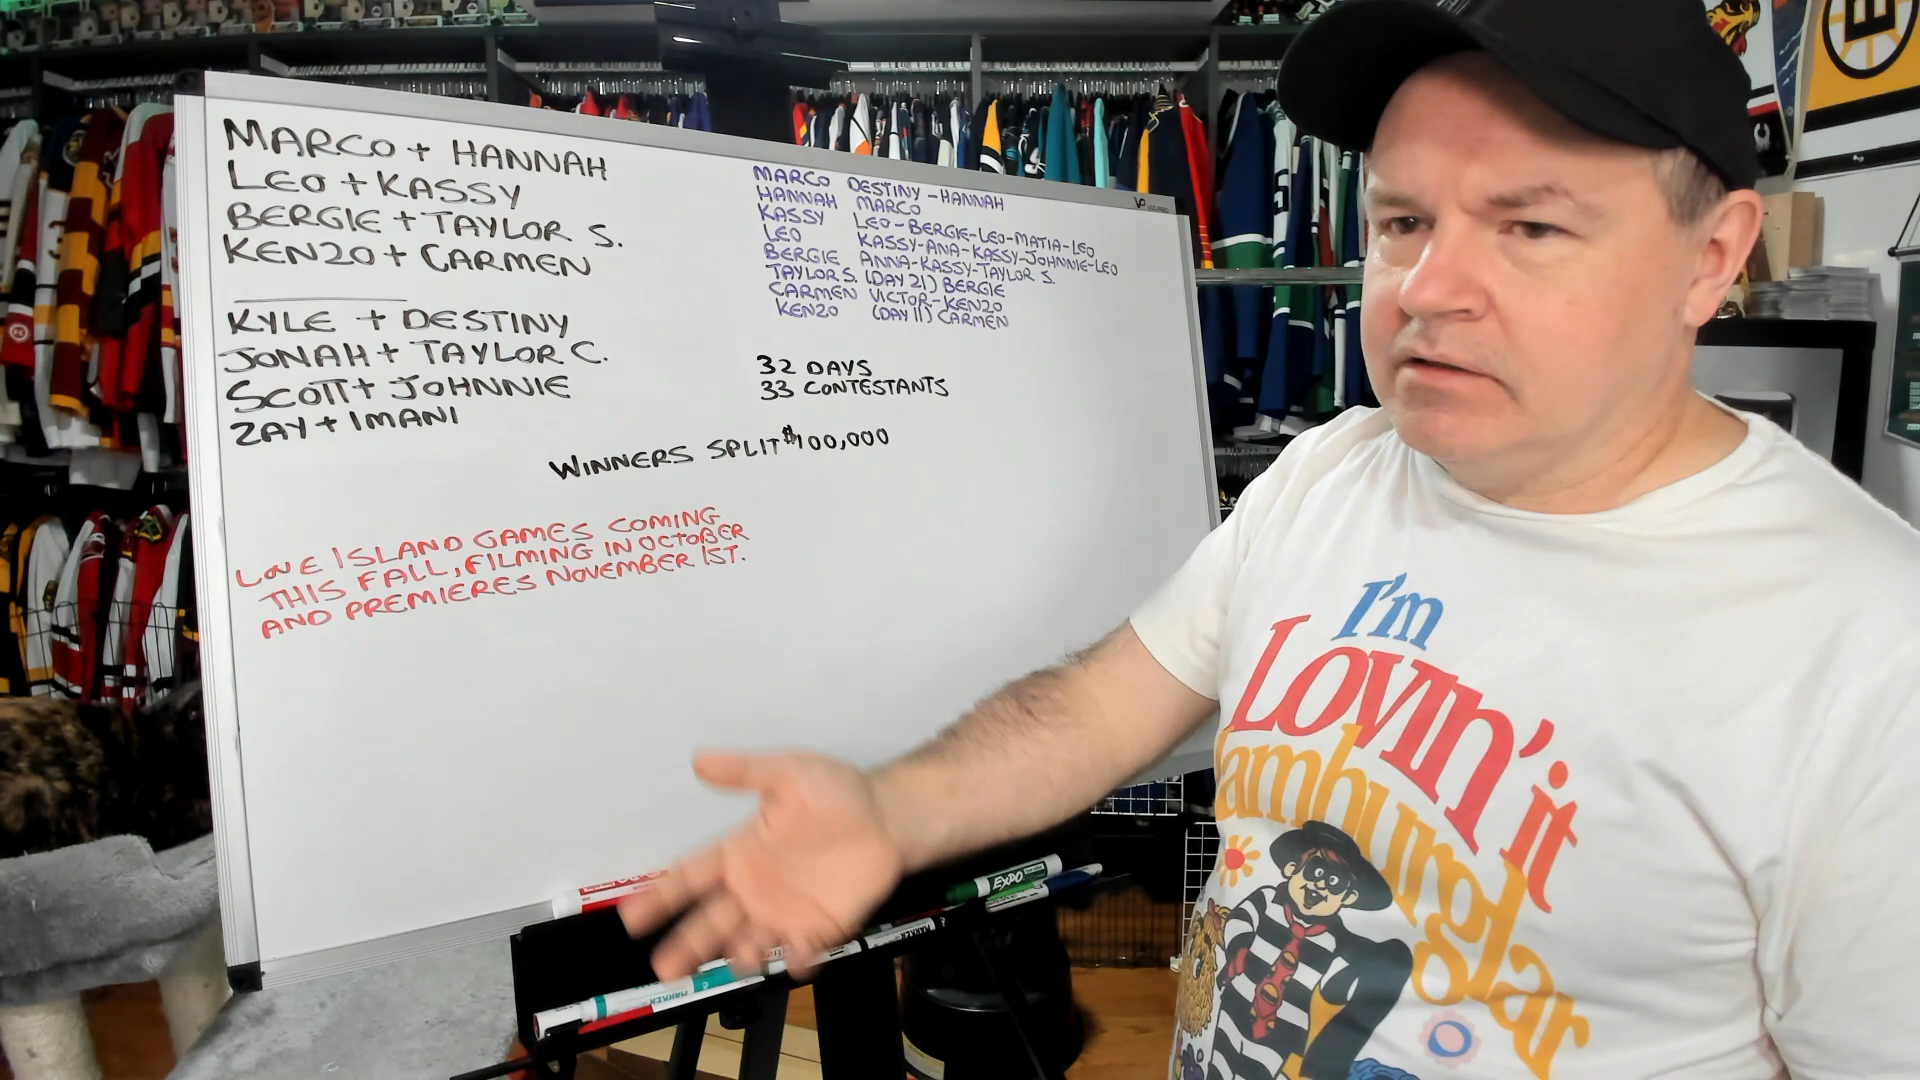 MARCO + HANNAH
LEO + KASSY
BERGIE + TAYLOR S.
KENZO + CARMEN
KYLE + DESTINY
JONAH + TAYLOR C.
SCOTT + JOHNNIE
ZAY + IMANI
MARCO DESTINY - HANNAH
HANNAH MARCO
KASSY LEO - BERGIE - LEO - MATIA - LEO
LEO KASSY - ANA - KASSY - JOHNNIE - LEO
BERGIE ANNA - KASSY - TAYLOR S.
TAYLOR S. (DAY 21) BERGIE
CARMEN VICTOR - KENZO
KENZO (DAY 11) CARMEN
32 DAYS
33 CONTESTANTS
WINNERS SPLIT $100,000
LOVE ISLAND GAMES COMING
THIS FALL, FILMING IN OCTOBER
AND PREMIERES NOVEMBER 1ST.
I'm
Lovin' it
Hamburglar
EXPO
MARKER